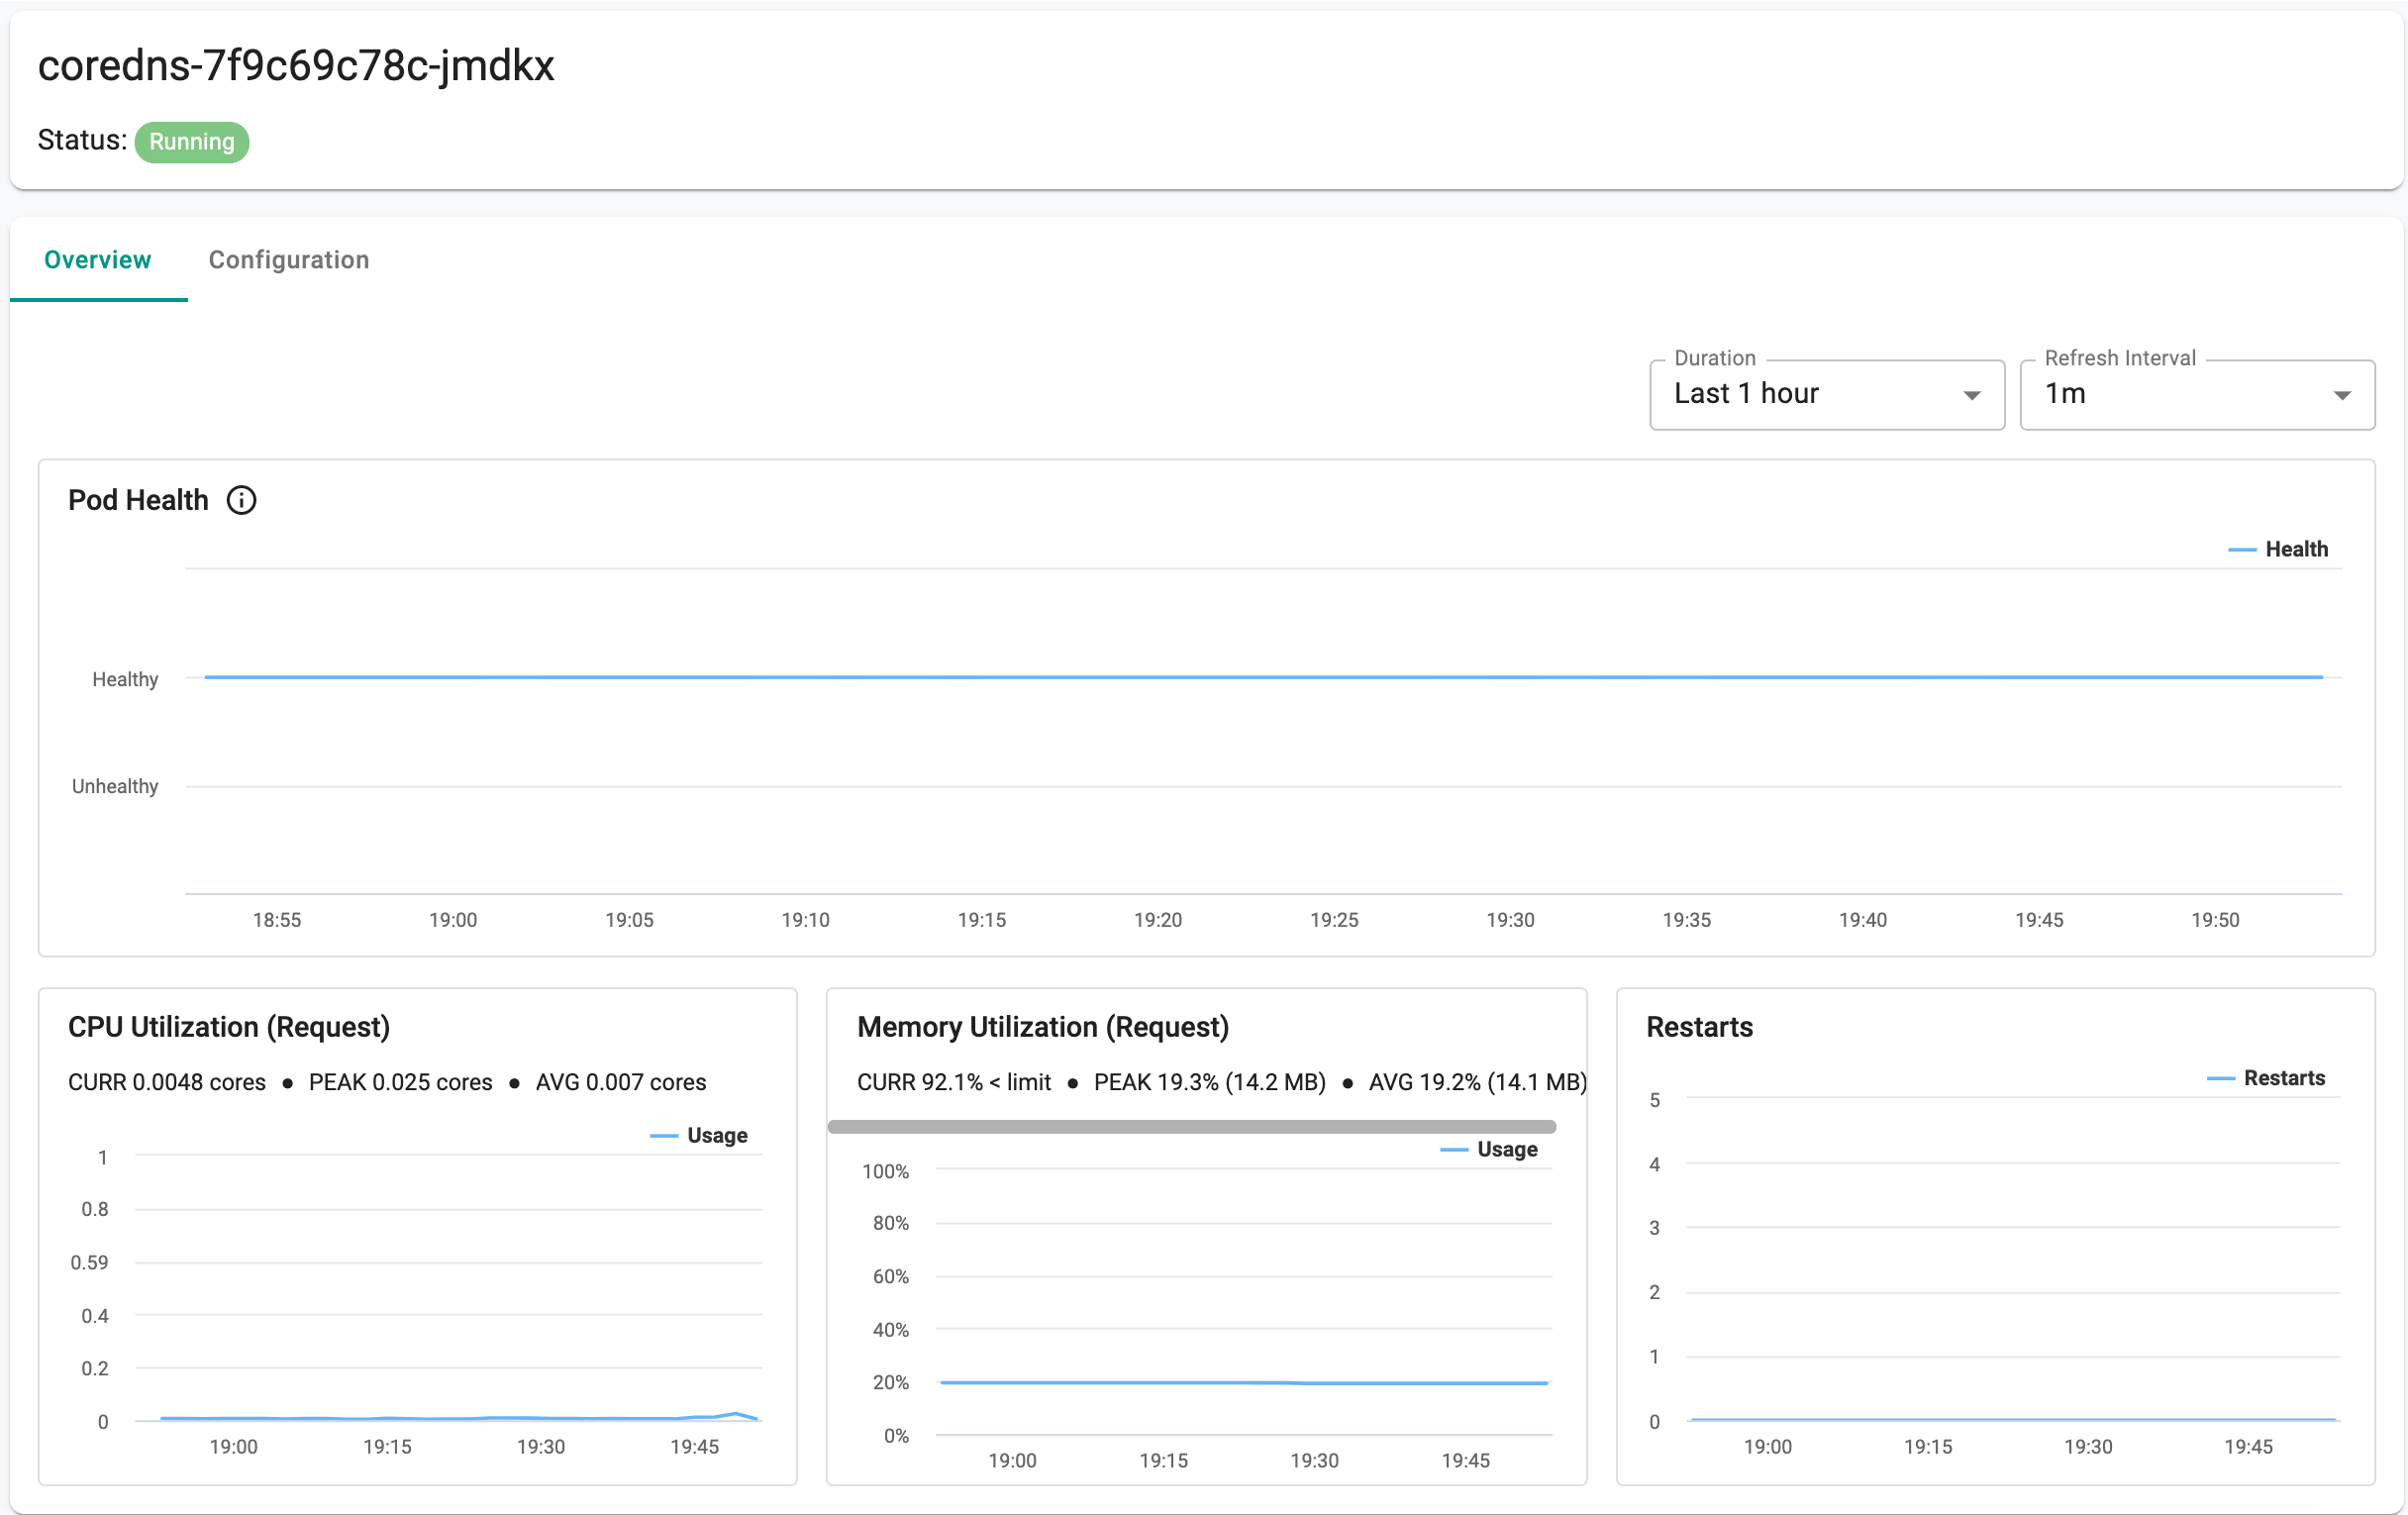 coredns-7f9c69c78c-jmdkx
Status: Running
Overview Configuration
Duration
Last 1 hour
Refresh Interval
1m
Pod Health
Health
Healthy
Unhealthy
18:55 19:00 19:05 19:10 19:15 19:20 19:25 19:30 19:35 19:40 19:45 19:50
CPU Utilization (Request)
CURR 0.0048 cores ● PEAK 0.025 cores ● AVG 0.007 cores
Usage
1
0.8
0.59
0.4
0.2
0
19:00 19:15 19:30 19:45
Memory Utilization (Request)
CURR 92.1% < limit ● PEAK 19.3% (14.2 MB) ● AVG 19.2% (14.1 MB)
Usage
100%
80%
60%
40%
20%
0%
19:00 19:15 19:30 19:45
Restarts
Restarts
5
4
3
2
1
0
19:00 19:15 19:30 19:45